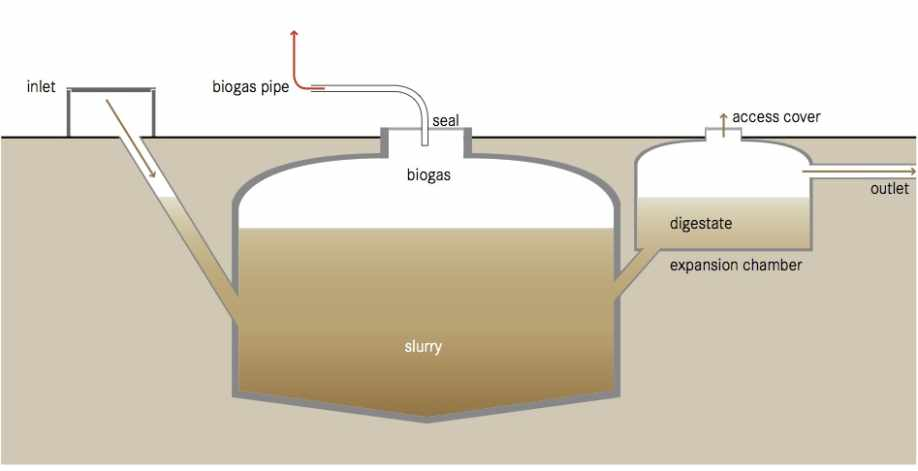 inlet
biogas pipe
seal
access cover
biogas
outlet
digestate
expansion chamber
slurry